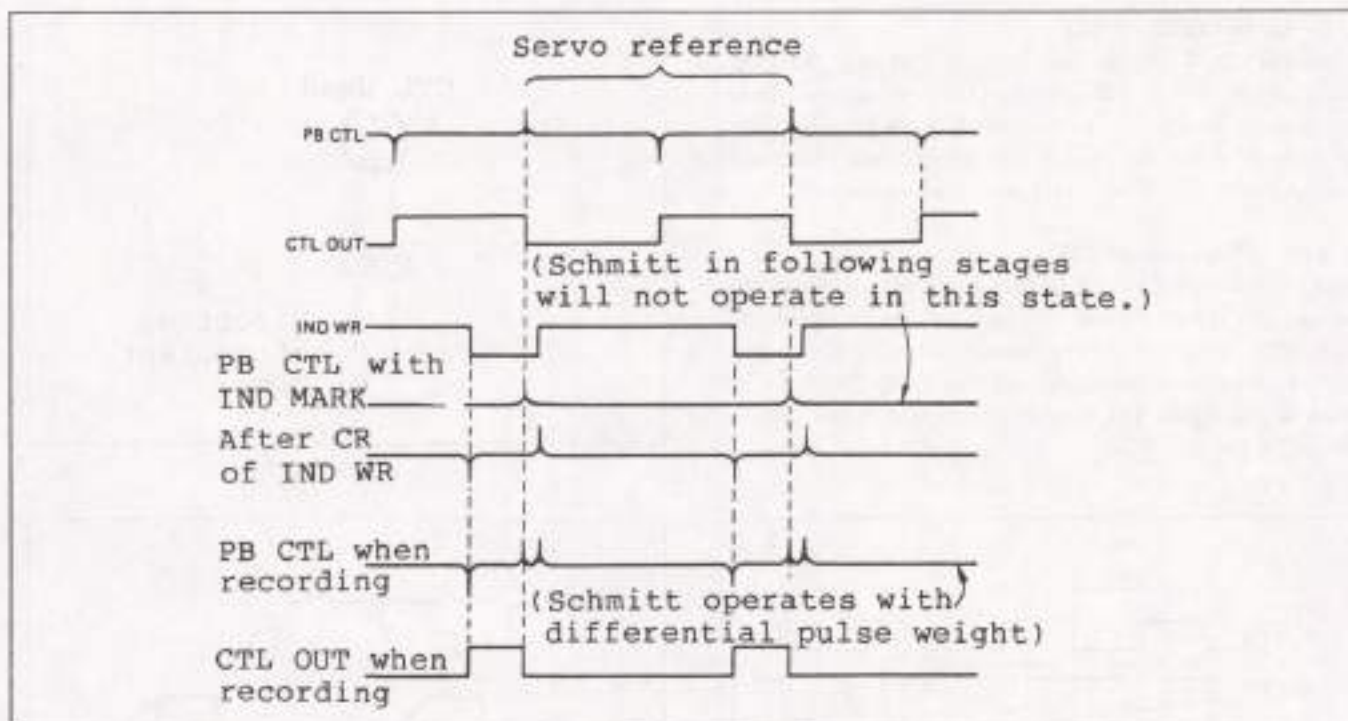 Servo reference
PB CTL
CTL OUT
(Schmitt in following stages
will not operate in this state.)
IND WR
PB CTL with
IND MARK
After CR
of IND WR
PB CTL when
recording
(Schmitt operates with
differential pulse weight)
CTL OUT when
recording